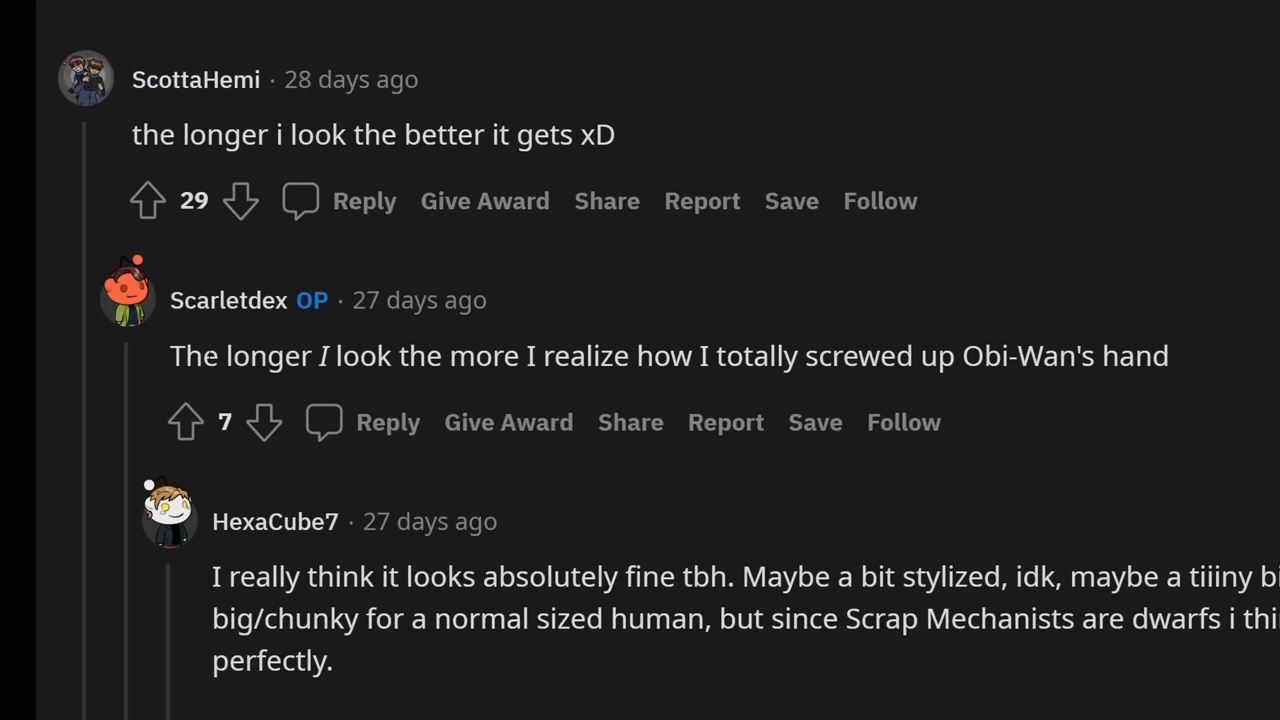 ScottaHemi · 28 days ago
the longer i look the better it gets xD
29 Reply Give Award Share Report Save Follow
Scarletdex OP · 27 days ago
The longer I look the more I realize how I totally screwed up Obi-Wan's hand
7 Reply Give Award Share Report Save Follow
HexaCube7 · 27 days ago
I really think it looks absolutely fine tbh. Maybe a bit stylized, idk, maybe a tiiiny
big/chunky for a normal sized human, but since Scrap Mechanists are dwarfs i
perfectly.